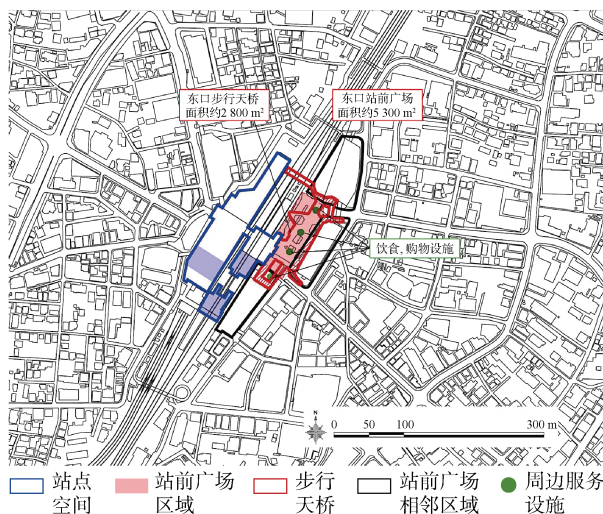 东口步行天桥
面积约2 800 m²
东口站前广场
面积约5 300 m²
饮食、购物设施
N
0 50 100 300 m
站点
空间
站前广场
区域
步行
天桥
站前广场
相邻区域
周边服务
设施